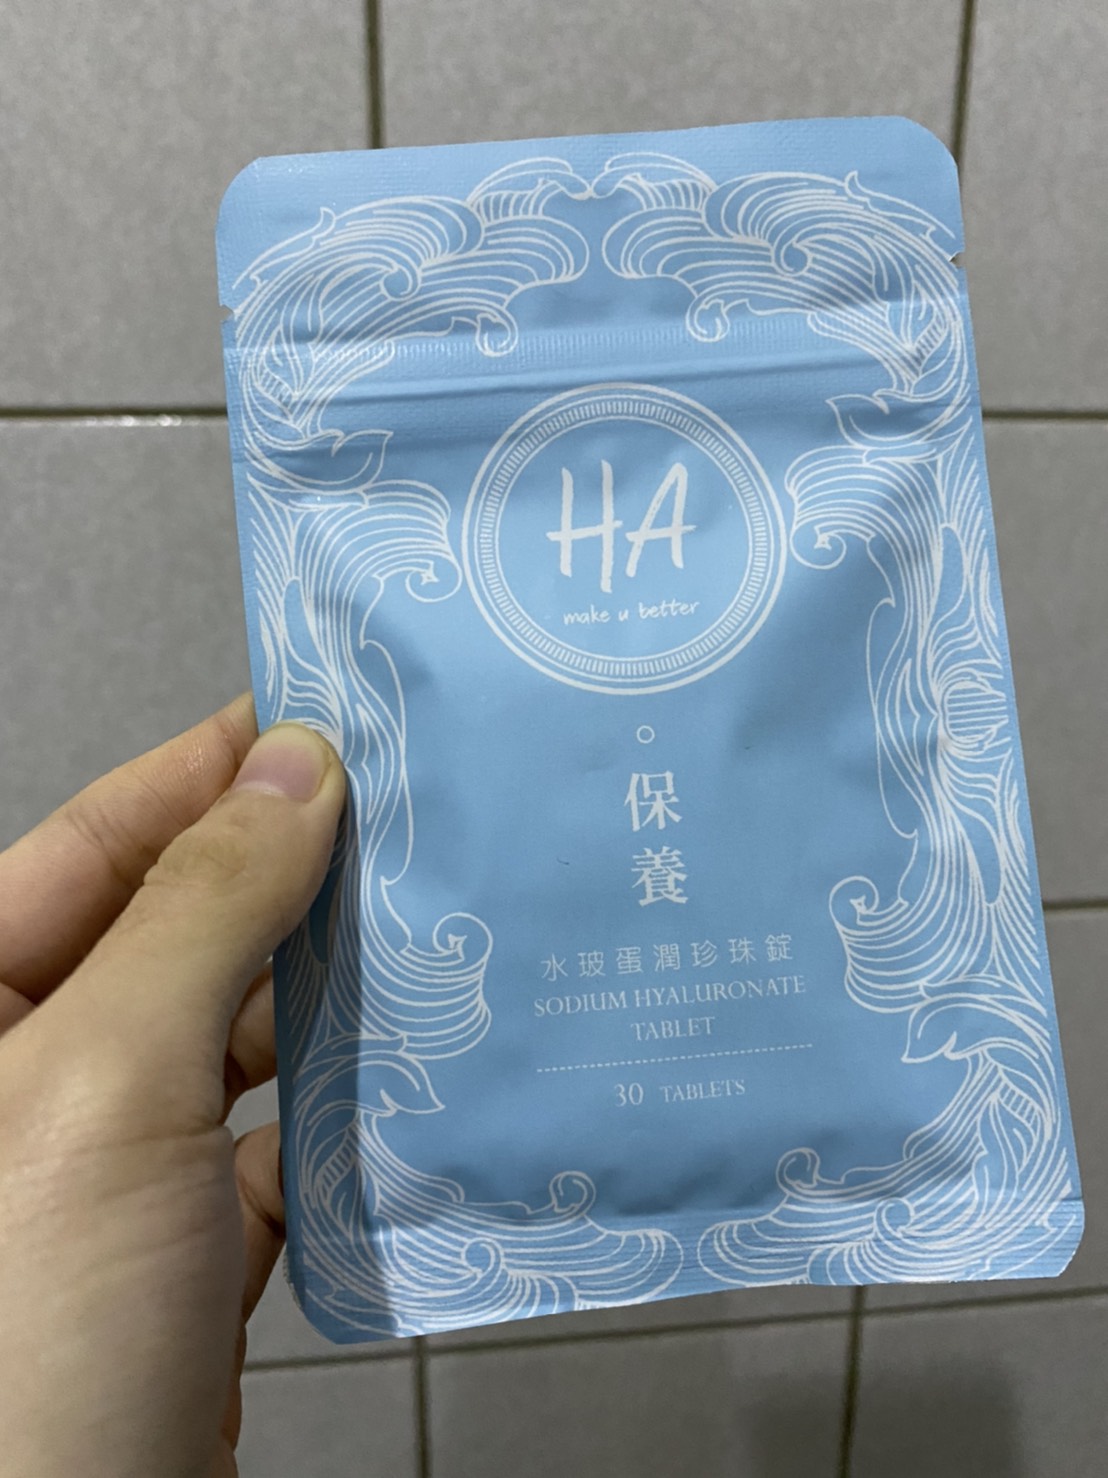 HA
make u better
保養
水玻蛋潤珍珠錠
SODIUM HYALURONATE
TABLET
30 TABLETS